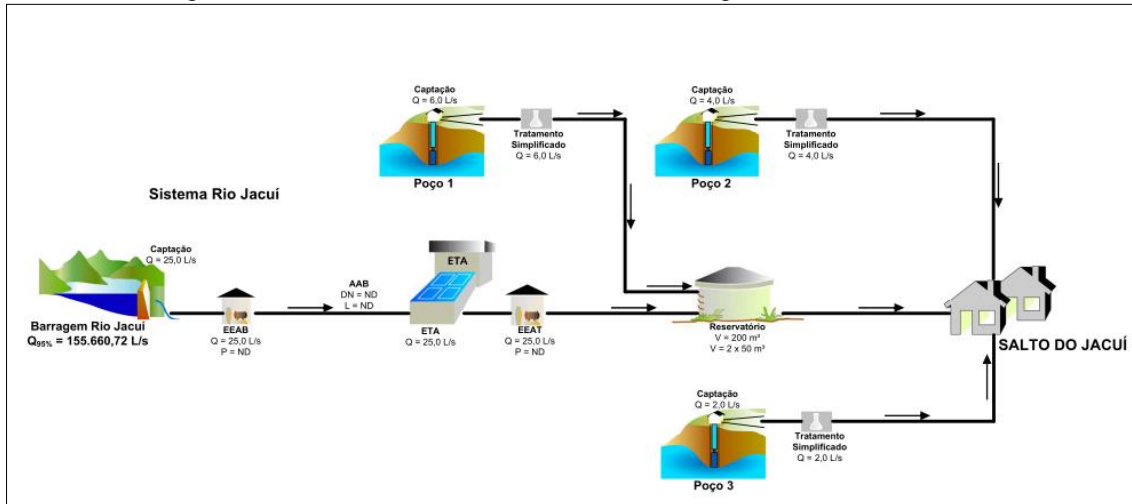 Captação
Q = 6,0 L/s
Tratamento
Simplificado
Q = 6,0 L/s
Poço 1
Captação
Q = 4,0 L/s
Tratamento
Simplificado
Q = 4,0 L/s
Poço 2
Sistema Rio Jacuí
Captação
Q = 25,0 L/s
Barragem Rio Jacuí
Q95% = 155.660,72 L/s
EEAB
Q = 25,0 L/s
P = ND
AAB
DN = ND
L = ND
ETA
ETA
Q = 25,0 L/s
EEAT
Q = 25,0 L/s
P = ND
Reservatório
V = 200 m³
V = 2 x 50 m³
SALTO DO JACUÍ
Captação
Q = 2,0 L/s
Tratamento
Simplificado
Q = 2,0 L/s
Poço 3